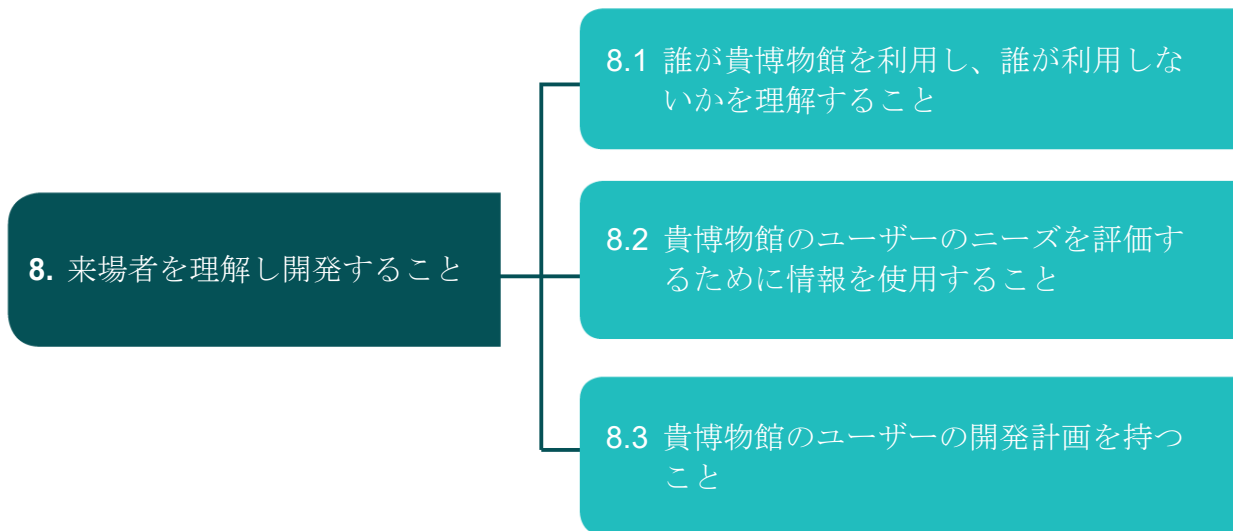 8. 来場者を理解し開発すること
8.1 誰が貴博物館を利用し、誰が利用しな
いかを理解すること
8.2 貴博物館のユーザーのニーズを評価す
るために情報を使用すること
8.3 貴博物館のユーザーの開発計画を持つ
こと